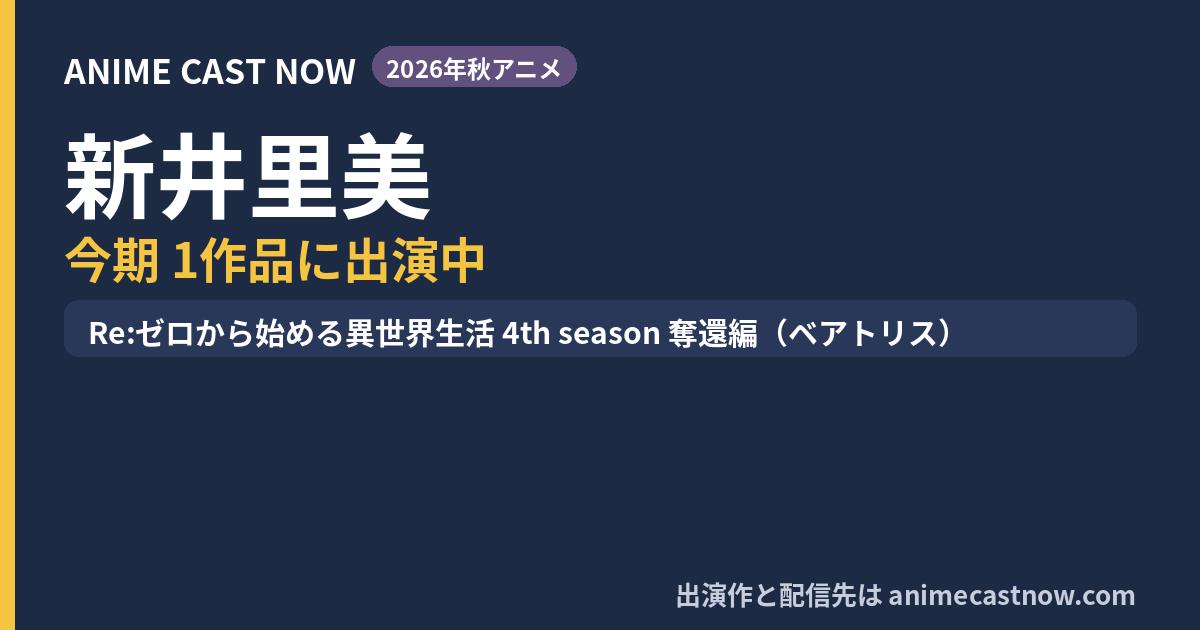 ANIME CAST NOW 2026年秋アニメ
新井里美
今期 1作品に出演中
Re:ゼロから始める異世界生活 4th season 奪還編（ベアトリス）
出演作と配信先は animecastnow.com